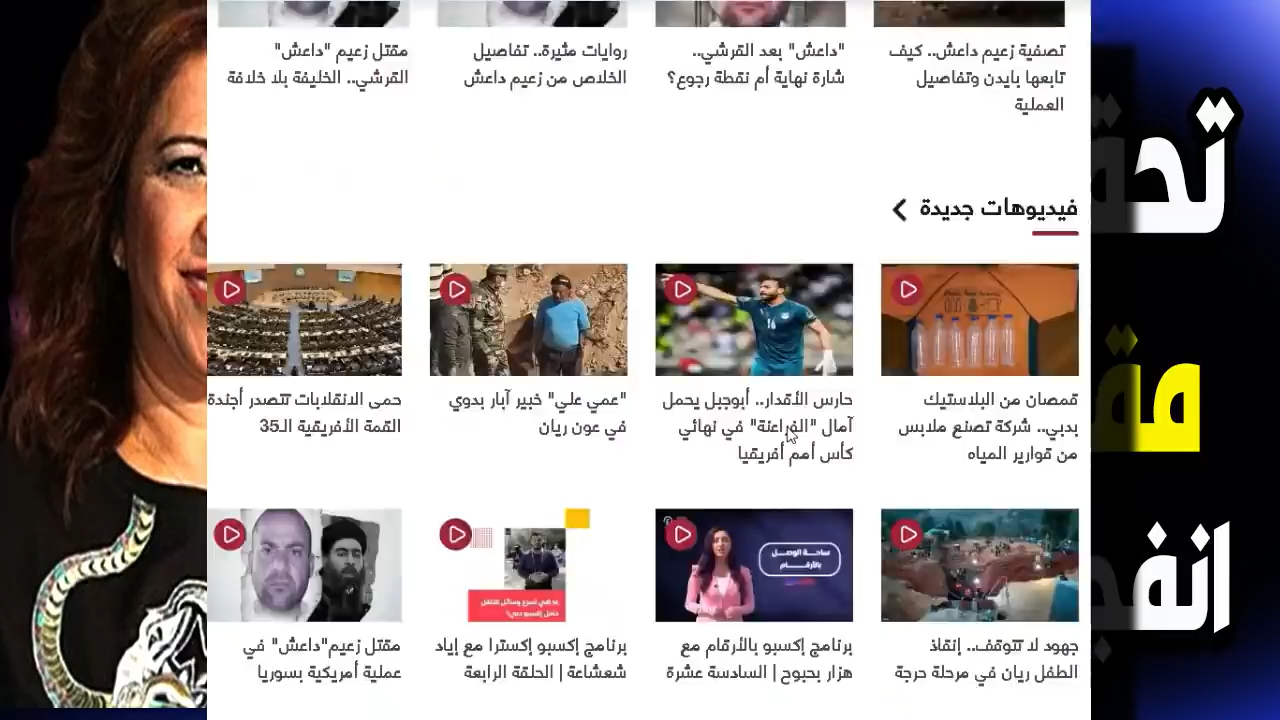 تصفية زعيم داعش.. كيف
تابعها بايدن وتفاصيل
العملية
"داعش" بعد القرشي..
شارة نهاية أم نقطة رجوع؟
روايات مثيرة.. تفاصيل
الخلاص من زعيم داعش
مقتل زعيم "داعش"
القرشي.. الخليفة بلا خلافة
فيديوهات جديدة
قمصان من البلاستيك
بدبي.. شركة تصنع ملابس
من قوارير المياه
حارس الأقدار.. أبوجبل يحمل
آمال "الفراعنة" في نهائي
كأس أمم أفريقيا
"عمي علي" خبير آبار بدوي
في عون ريان
حمى الانقلابات تتصدر أجندة
القمة الأفريقية الـ35
ساحة الوصل
بالأرقام
جهود لا تتوقف.. إنقاذ
الطفل ريان في مرحلة حرجة
برنامج إكسبو بالأرقام مع
هزار بحبوح | السادسة عشرة
برنامج إكسبو إكسترا مع إياد
شعشاعة | الحلقة الرابعة
مقتل زعيم"داعش" في
عملية أمريكية بسوريا